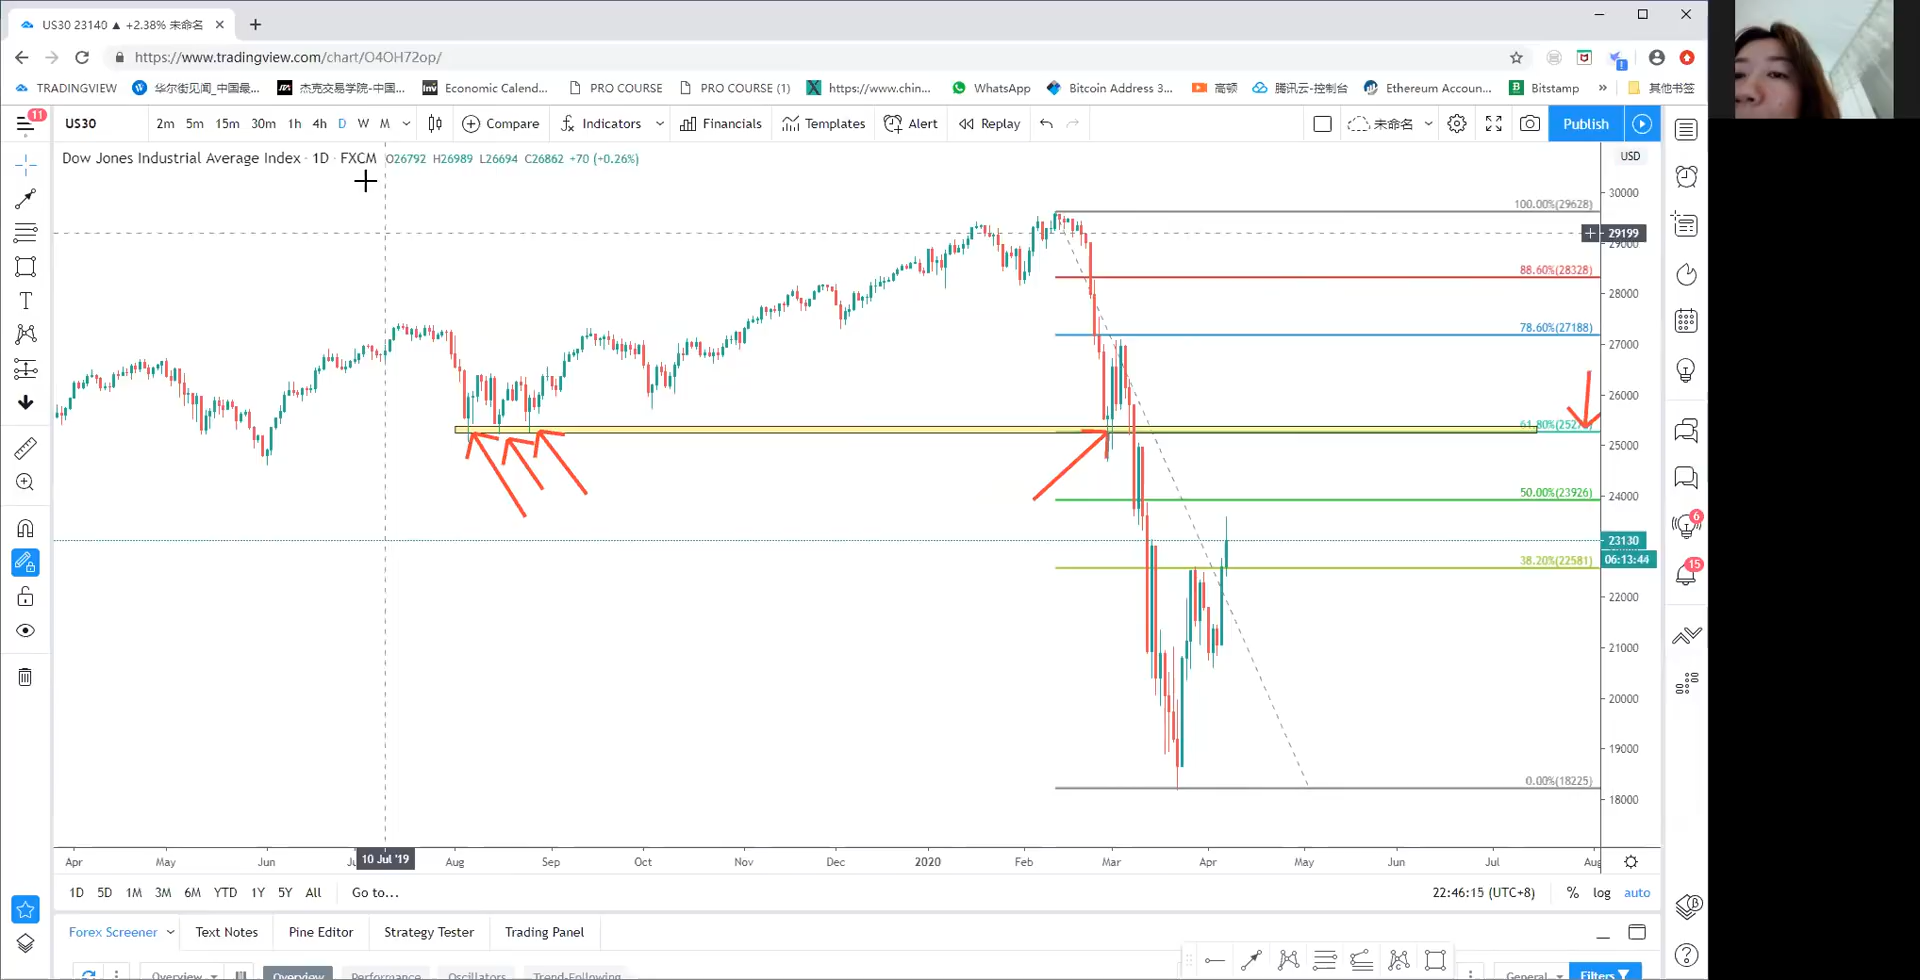 US30 23140 ▲ +2.38% 未命名
https://www.tradingview.com/chart/O4OH72op/
TRADINGVIEW 华尔街见闻_中国最... 杰克交易学院-中国... Economic Calend... PRO COURSE PRO COURSE (1) https://www.chin... WhatsApp Bitcoin Address 3... 高顿 腾讯云-控制台 Ethereum Accoun... Bitstamp » 其他书签
11 US30 2m 5m 15m 30m 1h 4h D W M Compare Indicators Financials Templates Alert Replay 未命名 Publish
Dow Jones Industrial Average Index · 1D · FXCM O26792 H26989 L26694 C26862 +70 (+0.26%)
USD
30000
100.00%(29628)
29199
29000
88.60%(28328)
28000
78.60%(27188)
27000
26000
61.80%
25000
50.00%(23926)
24000
23130
06:13:44
38.20%(22581)
22000
21000
20000
19000
0.00%(18225)
18000
6
15
Apr May Jun 10 Jul '19 Aug Sep Oct Nov Dec 2020 Feb Mar Apr May Jun Jul Aug
1D 5D 1M 3M 6M YTD 1Y 5Y All Go to... 22:46:15 (UTC+8) % log auto
Forex Screener Text Notes Pine Editor Strategy Tester Trading Panel
Overview Overview Performance Oscillators Trend-Following General Filters